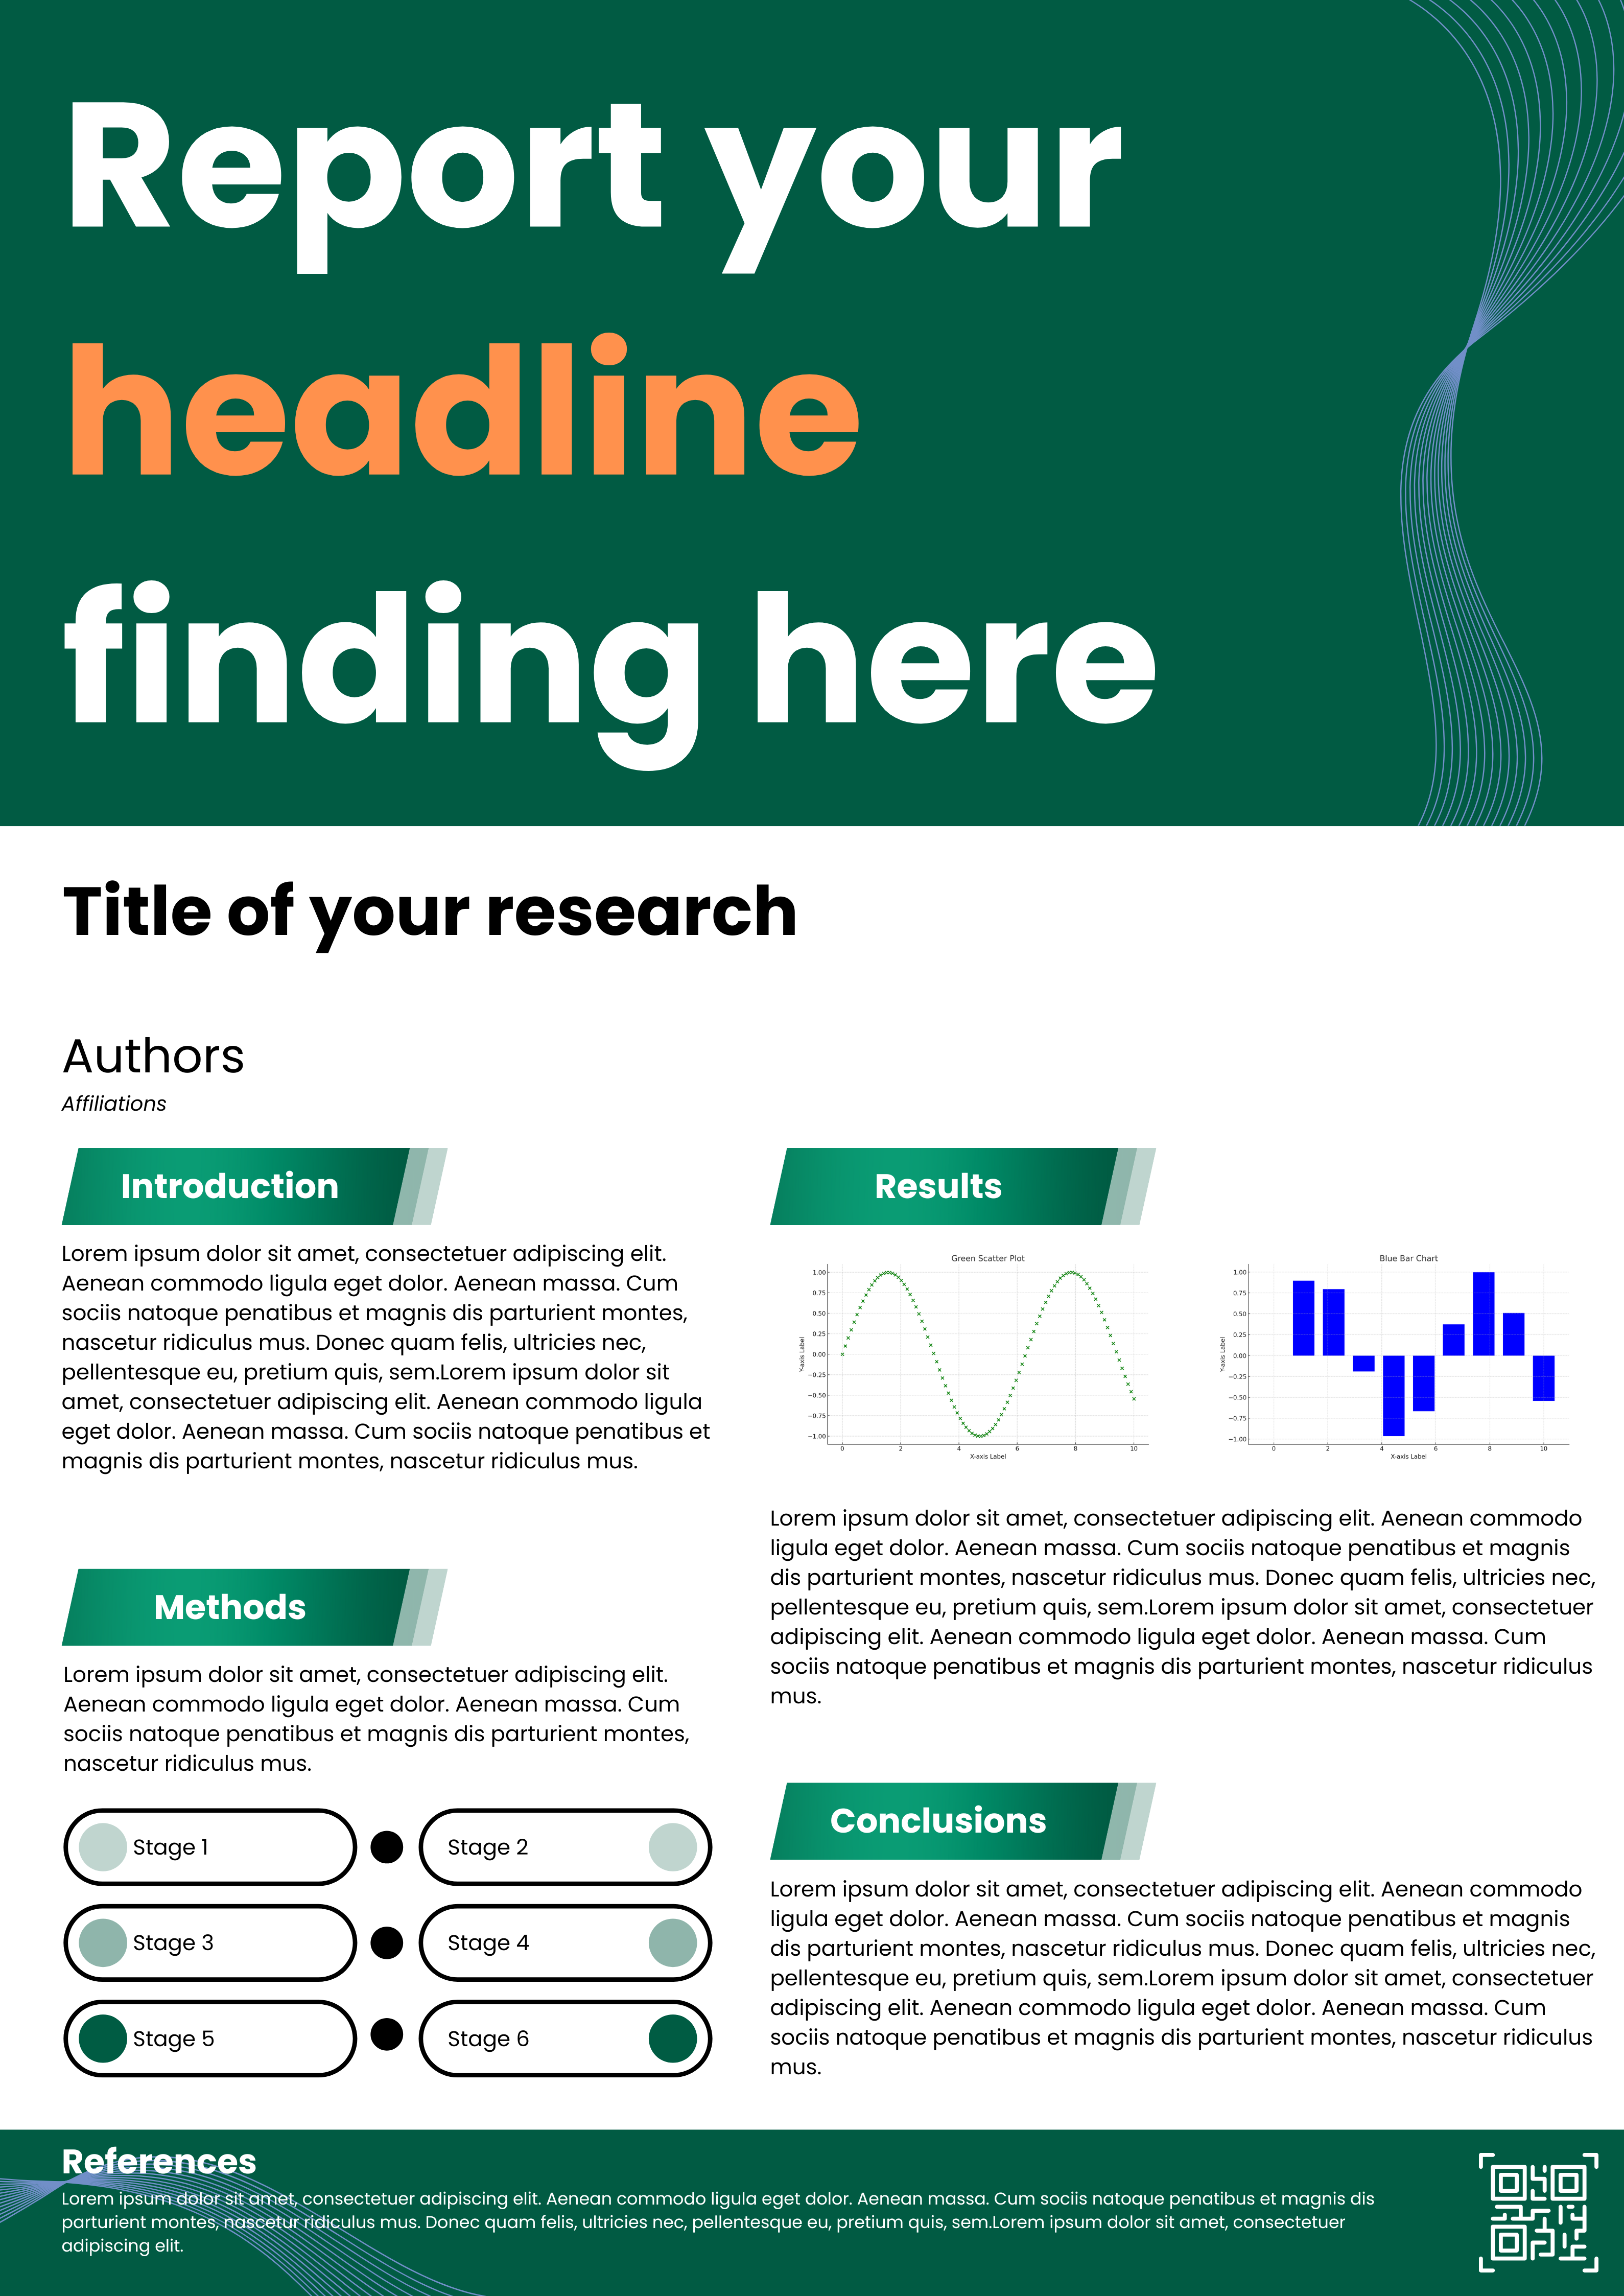 Report your
headline
finding here
Title of your research
Authors
Affiliations
Introduction
Lorem ipsum dolor sit amet, consectetuer adipiscing elit.
Aenean commodo ligula eget dolor. Aenean massa. Cum
sociis natoque penatibus et magnis dis parturient montes,
nascetur ridiculus mus. Donec quam felis, ultricies nec,
pellentesque eu, pretium quis, sem.Lorem ipsum dolor sit
amet, consectetuer adipiscing elit. Aenean commodo ligula
eget dolor. Aenean massa. Cum sociis natoque penatibus et
magnis dis parturient montes, nascetur ridiculus mus.
Methods
Lorem ipsum dolor sit amet, consectetuer adipiscing elit.
Aenean commodo ligula eget dolor. Aenean massa. Cum
sociis natoque penatibus et magnis dis parturient montes,
nascetur ridiculus mus.
Stage 1
Stage 2
Stage 3
Stage 4
Stage 5
Stage 6
Results
Green Scatter Plot
1.00
0.75
0.50
0.25
0.00
−0.25
−0.50
−0.75
−1.00
Y-axis Label
0 2 4 6 8 10
X-axis Label
Blue Bar Chart
1.00
0.75
0.50
0.25
0.00
−0.25
−0.50
−0.75
−1.00
Y-axis Label
0 2 4 6 8 10
X-axis Label
Lorem ipsum dolor sit amet, consectetuer adipiscing elit. Aenean commodo
ligula eget dolor. Aenean massa. Cum sociis natoque penatibus et magnis
dis parturient montes, nascetur ridiculus mus. Donec quam felis, ultricies nec,
pellentesque eu, pretium quis, sem.Lorem ipsum dolor sit amet, consectetuer
adipiscing elit. Aenean commodo ligula eget dolor. Aenean massa. Cum
sociis natoque penatibus et magnis dis parturient montes, nascetur ridiculus
mus.
Conclusions
Lorem ipsum dolor sit amet, consectetuer adipiscing elit. Aenean commodo
ligula eget dolor. Aenean massa. Cum sociis natoque penatibus et magnis
dis parturient montes, nascetur ridiculus mus. Donec quam felis, ultricies nec,
pellentesque eu, pretium quis, sem.Lorem ipsum dolor sit amet, consectetuer
adipiscing elit. Aenean commodo ligula eget dolor. Aenean massa. Cum
sociis natoque penatibus et magnis dis parturient montes, nascetur ridiculus
mus.
References
Lorem ipsum dolor sit amet, consectetuer adipiscing elit. Aenean commodo ligula eget dolor. Aenean massa. Cum sociis natoque penatibus et magnis dis
parturient montes, nascetur ridiculus mus. Donec quam felis, ultricies nec, pellentesque eu, pretium quis, sem.Lorem ipsum dolor sit amet, consectetuer
adipiscing elit.